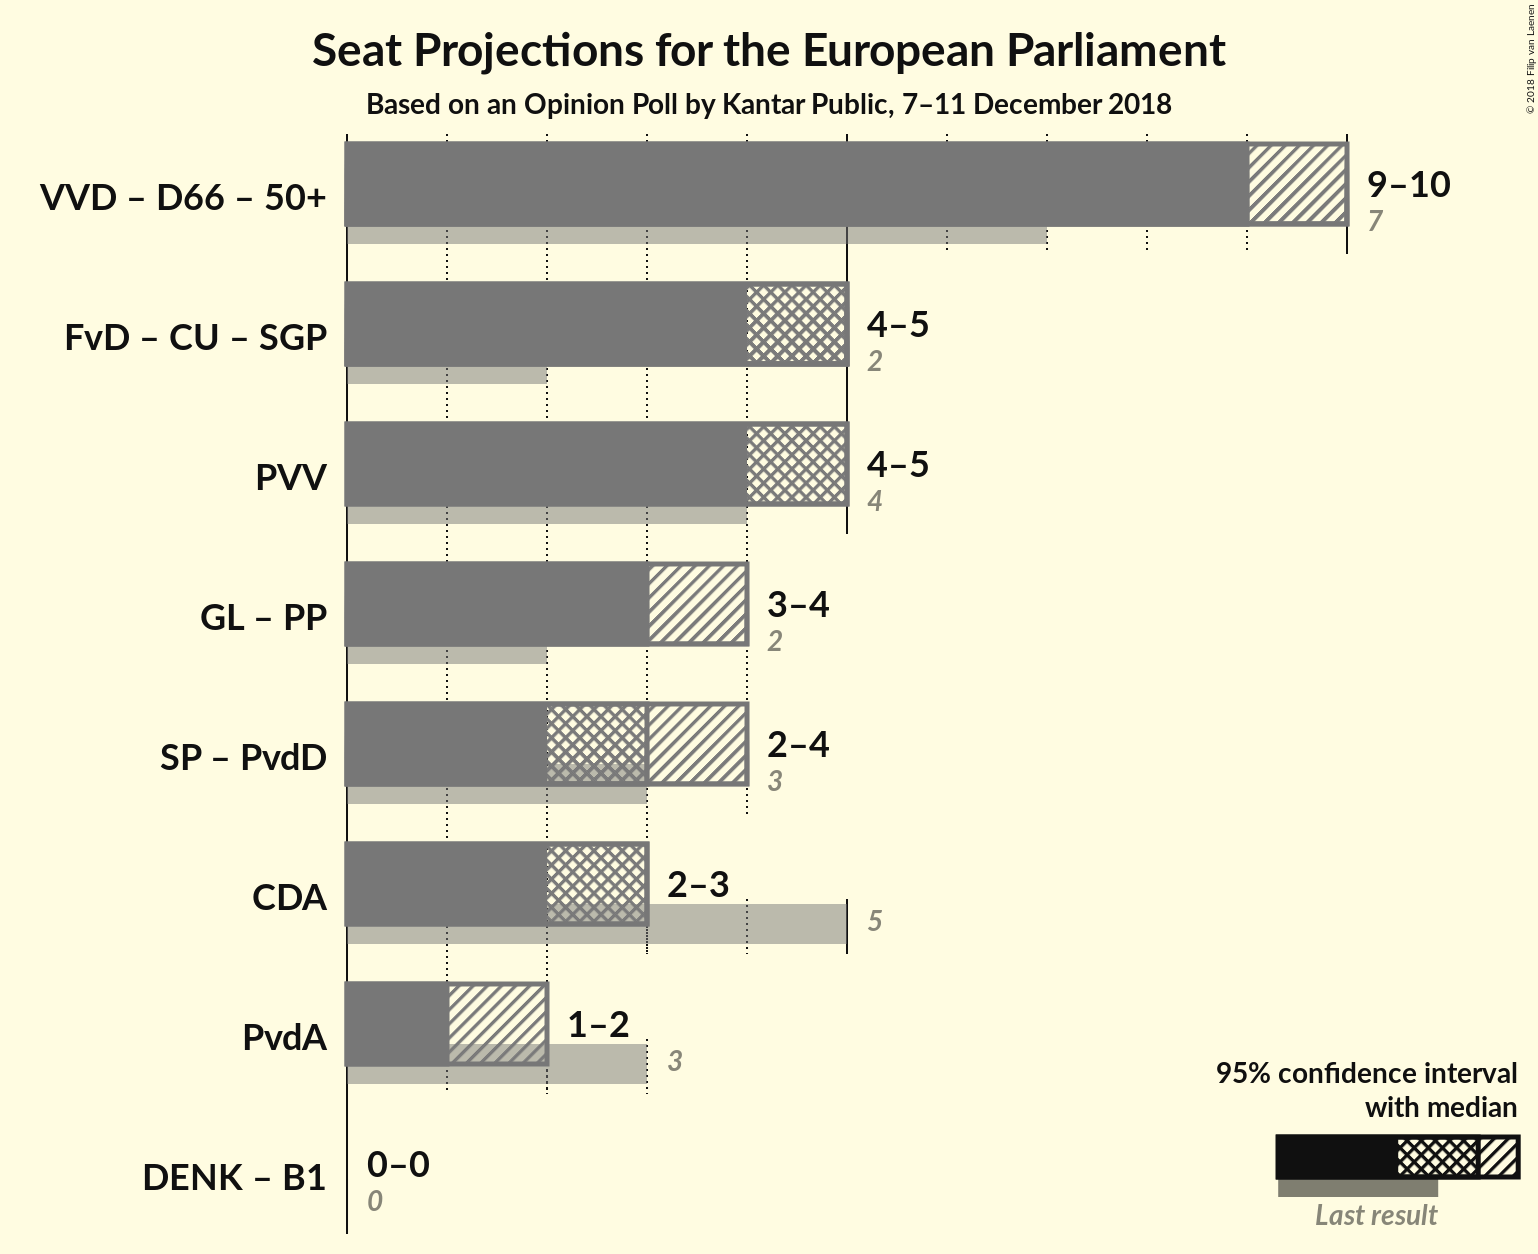 Seat Projections for the European Parliament
Based on an Opinion Poll by Kantar Public, 7–11 December 2018
© 2018 Filip van Laenen
VVD – D66 – 50+
9–10
7
FvD – CU – SGP
4–5
2
PVV
4–5
4
GL – PP
3–4
2
SP – PvdD
2–4
3
CDA
2–3
5
PvdA
1–2
3
DENK – B1
0–0
0
95% confidence interval
with median
Last result